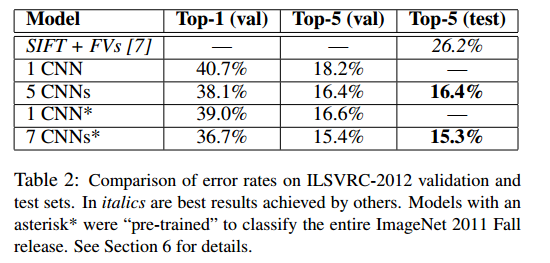 Model Top-1 (val) Top-5 (val) Top-5 (test)
SIFT + FVs [7] — — 26.2%
1 CNN 40.7% 18.2% —
5 CNNs 38.1% 16.4% 16.4%
1 CNN* 39.0% 16.6% —
7 CNNs* 36.7% 15.4% 15.3%
Table 2: Comparison of error rates on ILSVRC-2012 validation and
test sets. In italics are best results achieved by others. Models with an
asterisk* were “pre-trained” to classify the entire ImageNet 2011 Fall
release. See Section 6 for details.